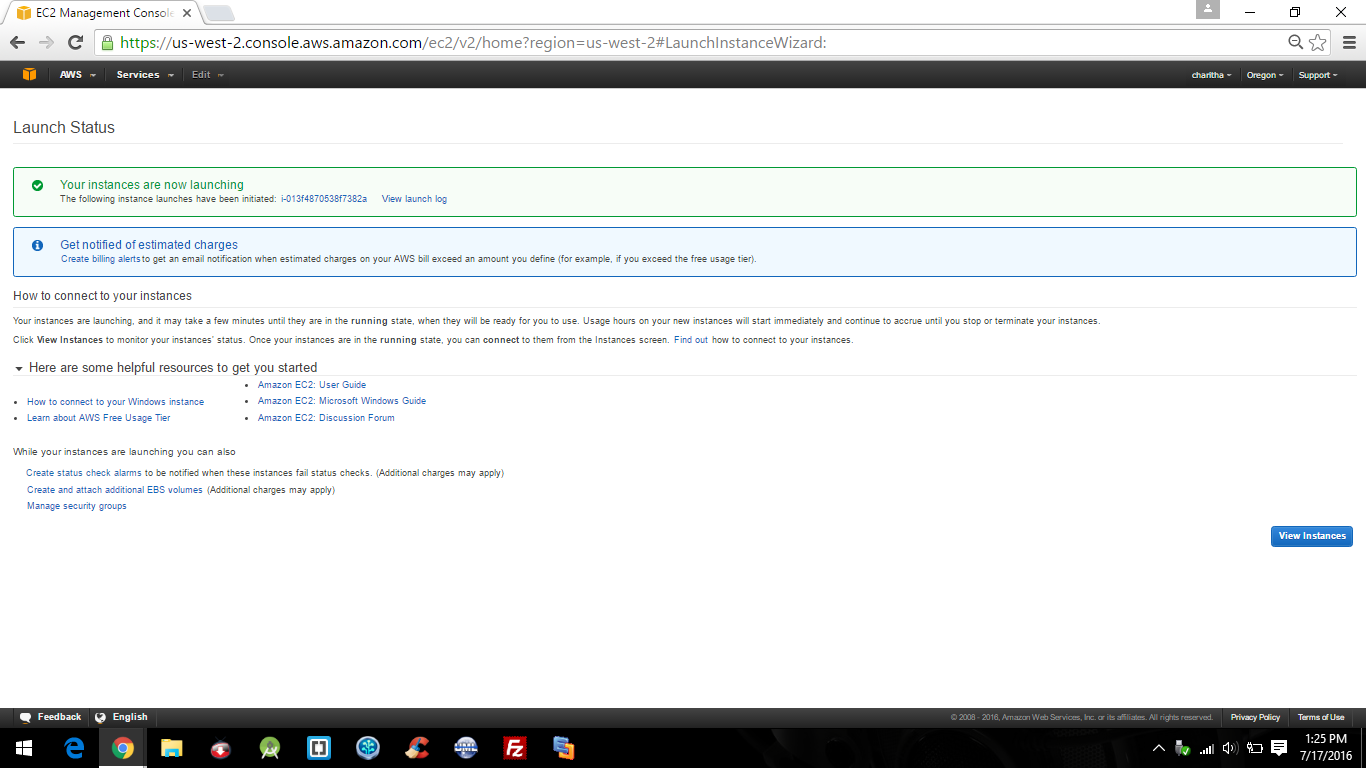 EC2 Management Console
https://us-west-2.console.aws.amazon.com/ec2/v2/home?region=us-west-2#LaunchInstanceWizard:
AWS Services Edit charitha Oregon Support
Launch Status
Your instances are now launching
The following instance launches have been initiated: i-013f4870538f7382a View launch log
Get notified of estimated charges
Create billing alerts to get an email notification when estimated charges on your AWS bill exceed an amount you define (for example, if you exceed the free usage tier).
How to connect to your instances
Your instances are launching, and it may take a few minutes until they are in the running state, when they will be ready for you to use. Usage hours on your new instances will start immediately and continue to accrue until you stop or terminate your instances.
Click View Instances to monitor your instances' status. Once your instances are in the running state, you can connect to them from the Instances screen. Find out how to connect to your instances.
Here are some helpful resources to get you started
Amazon EC2: User Guide
How to connect to your Windows instance
Amazon EC2: Microsoft Windows Guide
Learn about AWS Free Usage Tier
Amazon EC2: Discussion Forum
While your instances are launching you can also
Create status check alarms to be notified when these instances fail status checks. (Additional charges may apply)
Create and attach additional EBS volumes (Additional charges may apply)
Manage security groups
View Instances
Feedback English © 2008 - 2016, Amazon Web Services, Inc. or its affiliates. All rights reserved. Privacy Policy Terms of Use
1:25 PM
7/17/2016